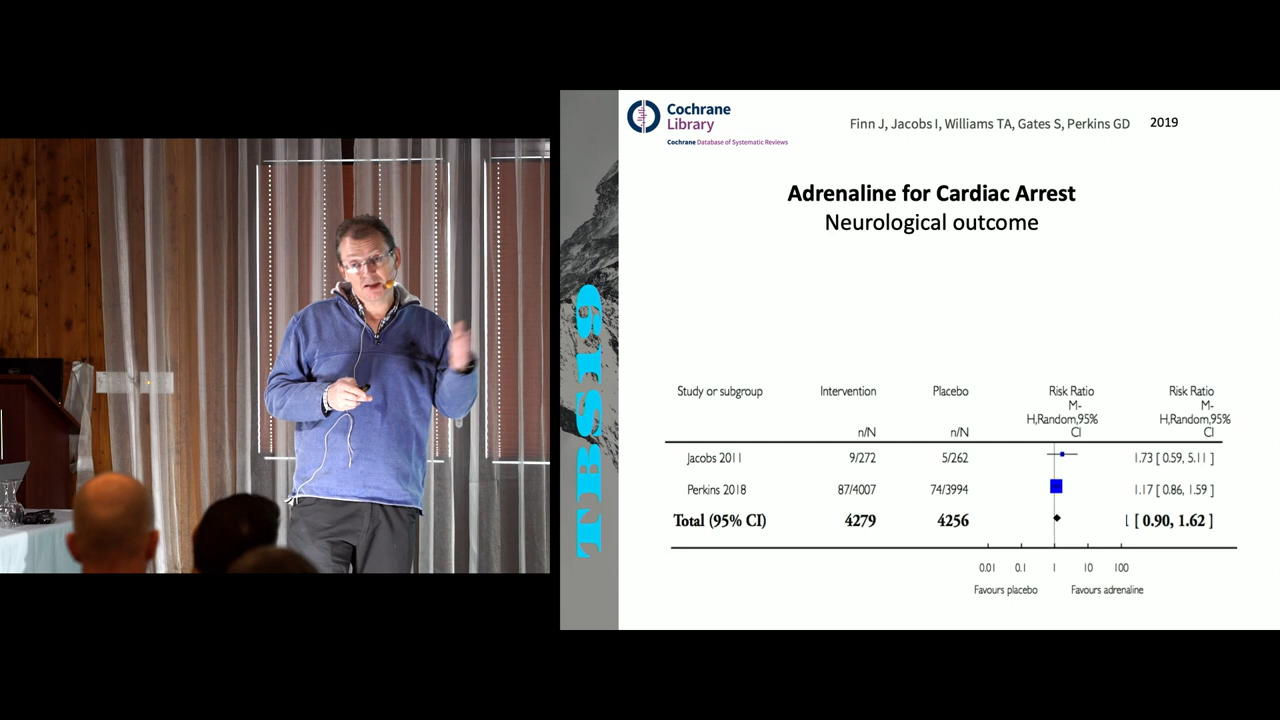 Cochrane
Library
Cochrane Database of Systematic Reviews
Finn J, Jacobs I, Williams TA, Gates S, Perkins GD 2019
Adrenaline for Cardiac Arrest
Neurological outcome
TBS19
Study or subgroup Intervention Placebo Risk Ratio Risk Ratio
M- M-
H,Random,95% H,Random,95%
n/N n/N CI CI
Jacobs 2011 9/272 5/262 1.73 [ 0.59, 5.11 ]
Perkins 2018 87/4007 74/3994 1.17 [ 0.86, 1.59 ]
Total (95% CI) 4279 4256 1 [ 0.90, 1.62 ]
0.01 0.1 1 10 100
Favours placebo Favours adrenaline